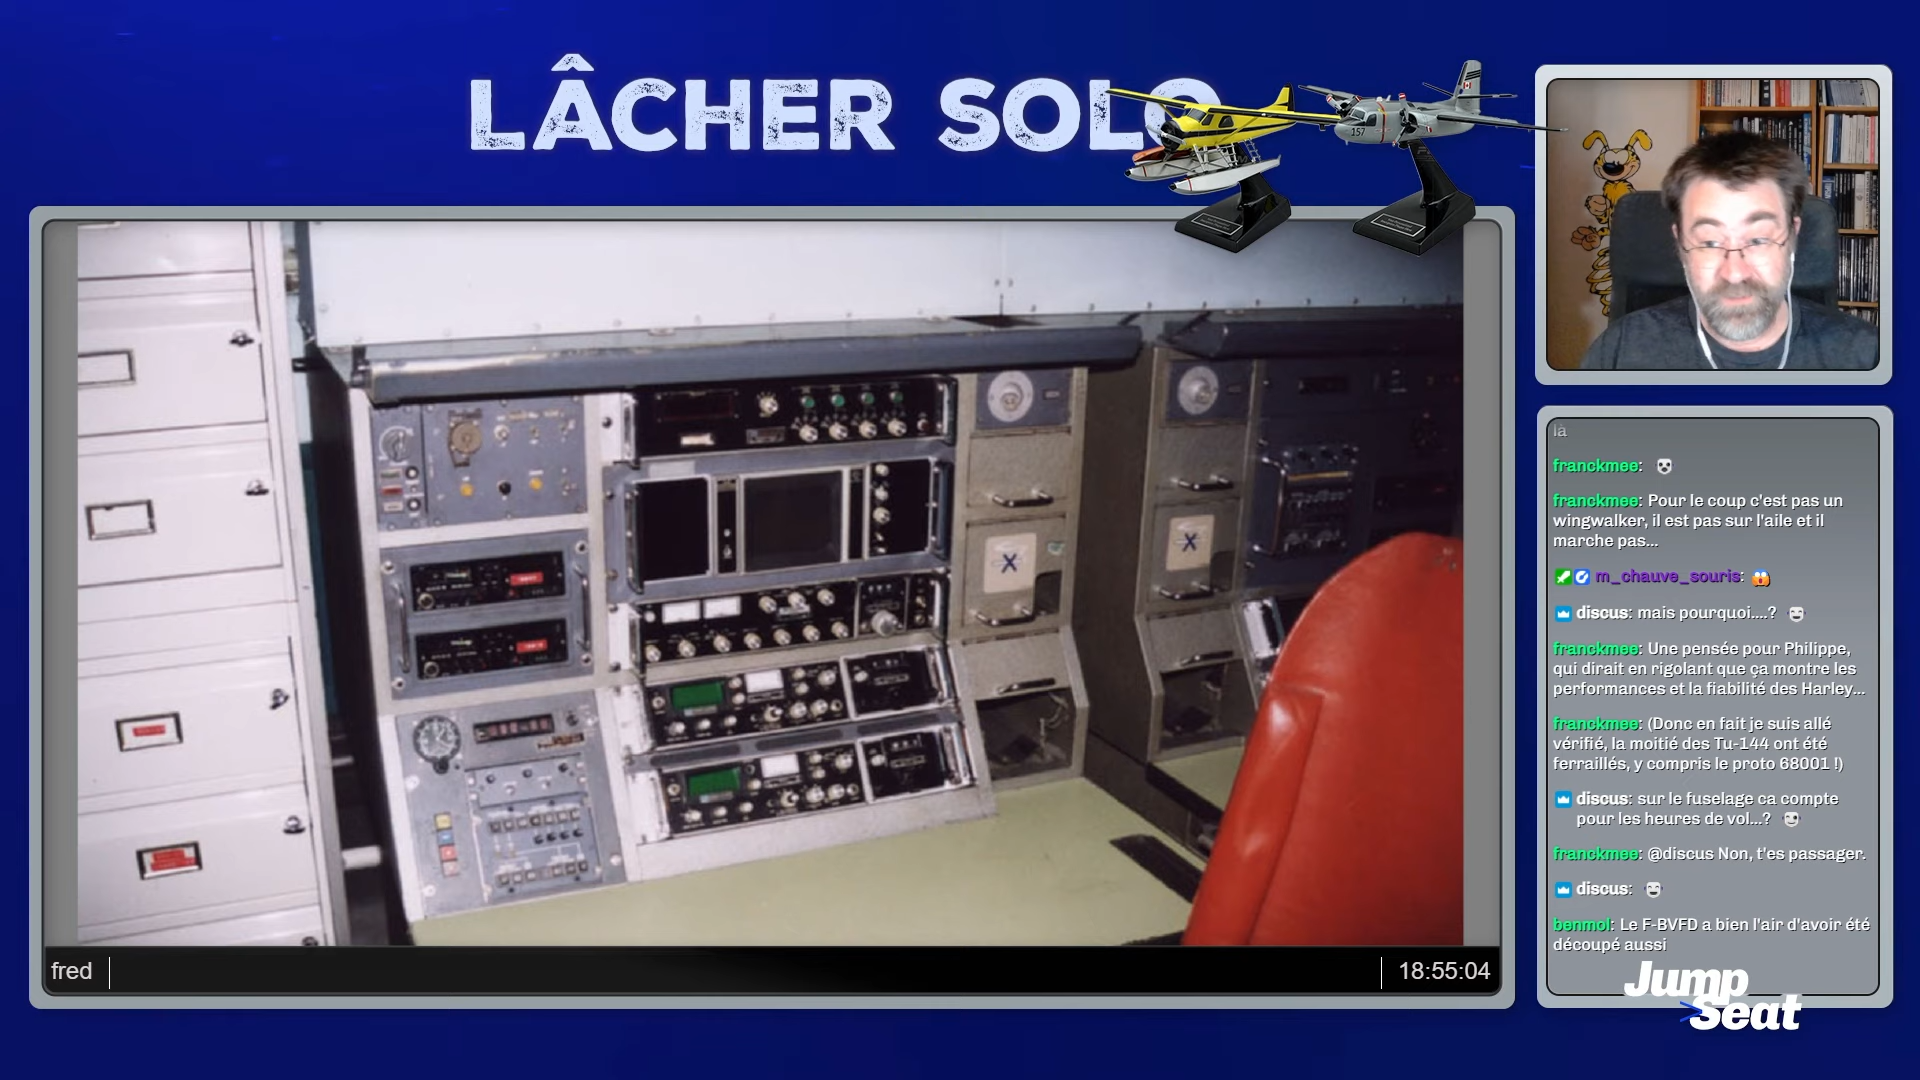 LÂCHER SOLO
157
là
franckmee:
franckmee: Pour le coup c'est pas un
wingwalker, il est pas sur l'aile et il
marche pas...
m_chauve_souris:
discus: mais pourquoi....?
franckmee: Une pensée pour Philippe,
qui dirait en rigolant que ça montre les
performances et la fiabilité des Harley...
franckmee: (Donc en fait je suis allé
vérifié, la moitié des Tu-144 ont été
ferraillés, y compris le proto 68001 !)
discus: sur le fuselage ca compte
pour les heures de vol...?
franckmee: @discus Non, t'es passager.
discus:
benmol: Le F-BVFD a bien l'air d'avoir été
découpé aussi
Jump
Seat
fred
18:55:04